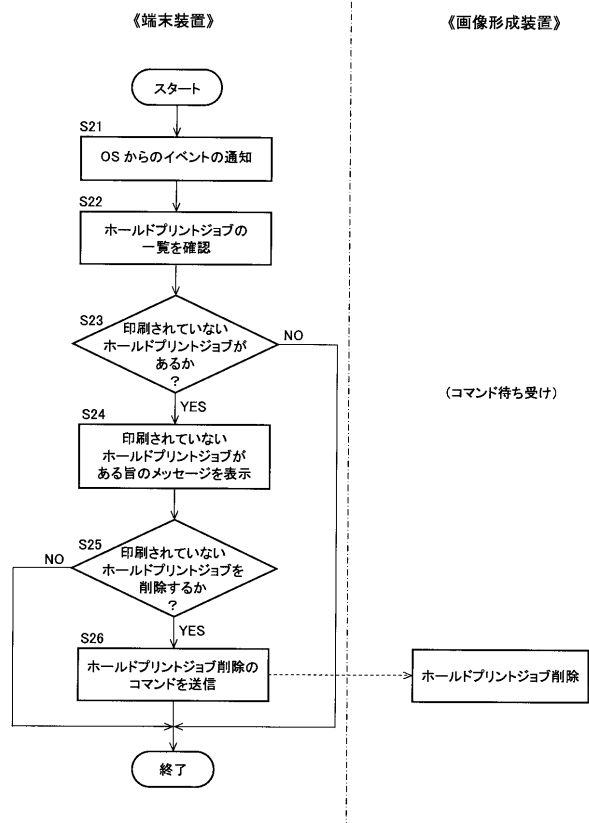 《端末装置》
《画像形成装置》
スタート
S21
OSからのイベントの通知
S22
ホールドプリントジョブの
一覧を確認
S23
印刷されていない
ホールドプリントジョブが
あるか
?
NO
YES
(コマンド待ち受け)
S24
印刷されていない
ホールドプリントジョブが
ある旨のメッセージを表示
S25
印刷されていない
ホールドプリントジョブを
削除するか
?
NO
YES
S26
ホールドプリントジョブ削除の
コマンドを送信
ホールドプリントジョブ削除
終了